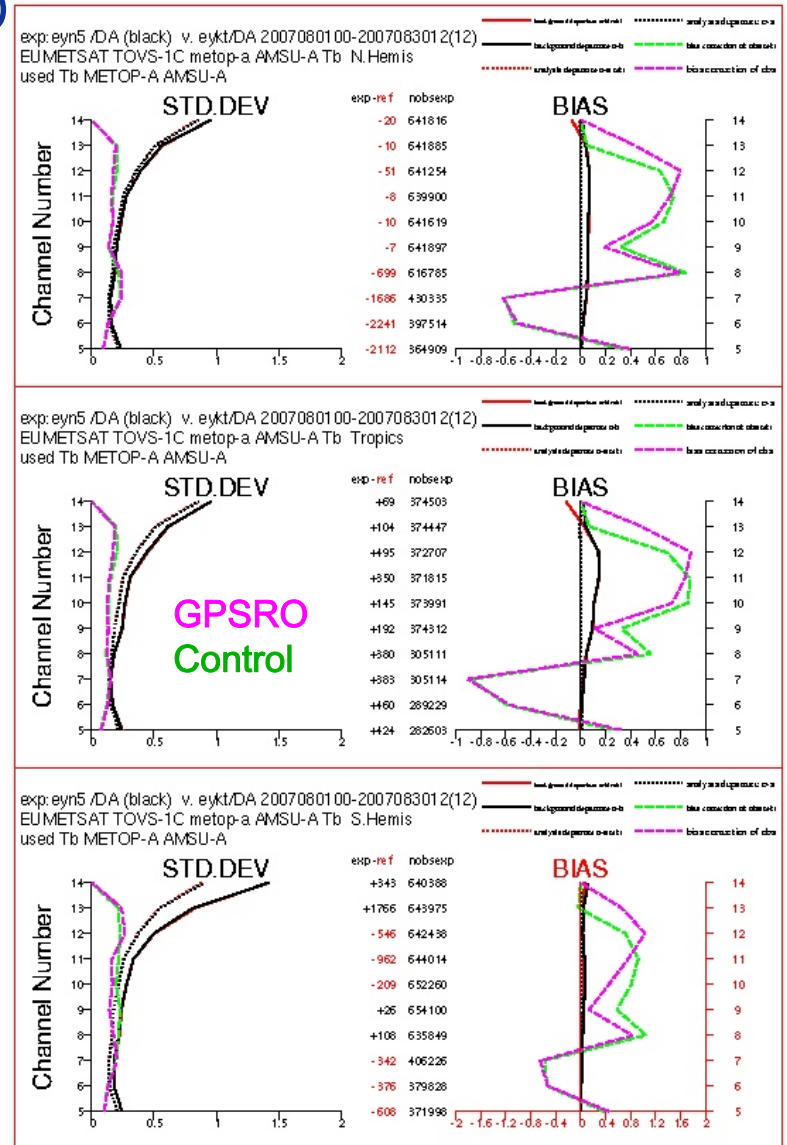 )
exp:eyn5 /DA (black) v. eykt/DA 2007080100-2007083012(12)
EUMETSAT TOVS-1C metop-a AMSU-A Tb N.Hemis
used Tb METOP-A AMSU-A
STD.DEV
exp-ref nobsexp
BIAS
Channel Number
14 -20 641816 14
13 -10 641885 13
12 -51 641254 12
11 -8 639900 11
10 -10 641619 10
9 -7 641897 9
8 -699 616785 8
7 -1686 430335 7
6 -2241 397514 6
5 -2112 364909 5
0 0.5 1 1.5 2
-1 -0.8 -0.6 -0.4 -0.2 0 0.2 0.4 0.6 0.8 1
exp:eyn5 /DA (black) v. eykt/DA 2007080100-2007083012(12)
EUMETSAT TOVS-1C metop-a AMSU-A Tb Tropics
used Tb METOP-A AMSU-A
STD.DEV
exp-ref nobsexp
BIAS
Channel Number
GPSRO
Control
14 +69 374503 14
13 +104 374447 13
12 +495 372707 12
11 +350 371815 11
10 +145 373991 10
9 +192 374312 9
8 +380 305111 8
7 +383 305114 7
6 +460 289229 6
5 +424 282603 5
0 0.5 1 1.5 2
-1 -0.8 -0.6 -0.4 -0.2 0 0.2 0.4 0.6 0.8 1
exp:eyn5 /DA (black) v. eykt/DA 2007080100-2007083012(12)
EUMETSAT TOVS-1C metop-a AMSU-A Tb S.Hemis
used Tb METOP-A AMSU-A
STD.DEV
exp-ref nobsexp
BIAS
Channel Number
14 +343 640388 14
13 +1766 643975 13
12 -546 642438 12
11 -962 644014 11
10 -209 652260 10
9 +26 654100 9
8 +108 635849 8
7 -342 405226 7
6 -376 379828 6
5 -608 371998 5
0 0.5 1 1.5 2
-2 -1.6 -1.2 -0.8 -0.4 0 0.4 0.8 1.2 1.6 2